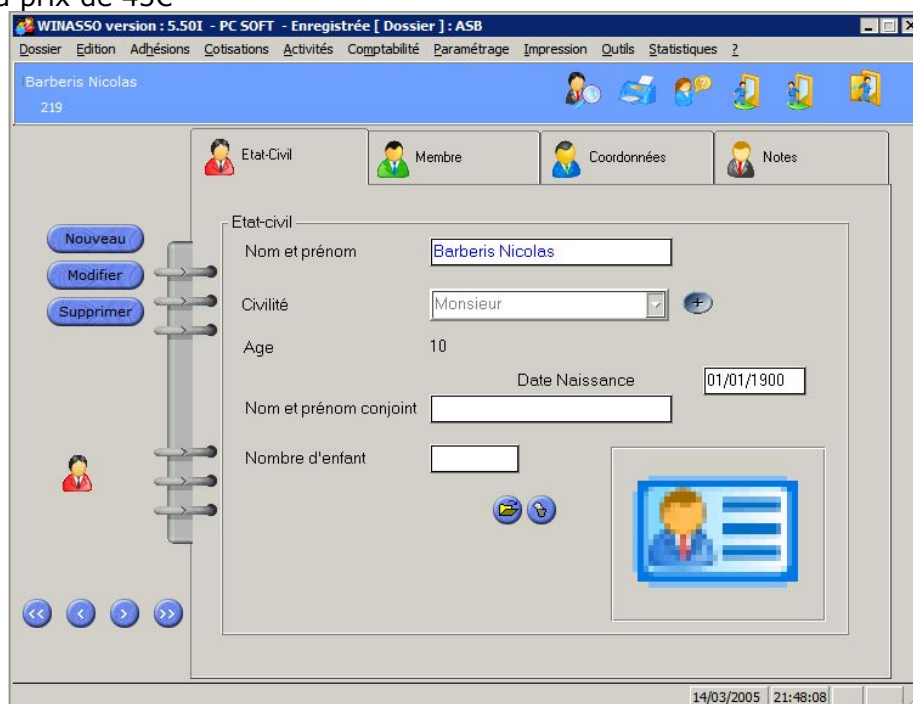 prix de 45€
WINASSO version : 5.50I - PC SOFT - Enregistrée [ Dossier ] : ASB
Dossier Edition Adhésions Cotisations Activités Comptabilité Paramétrage Impression Outils Statistiques ?
Barberis Nicolas
219
Etat-Civil Membre Coordonnées Notes
Etat-civil
Nouveau
Nom et prénom Barberis Nicolas
Modifier
Civilité Monsieur
Supprimer
Age 10
Date Naissance 01/01/1900
Nom et prénom conjoint
Nombre d'enfant
14/03/2005 21:48:08